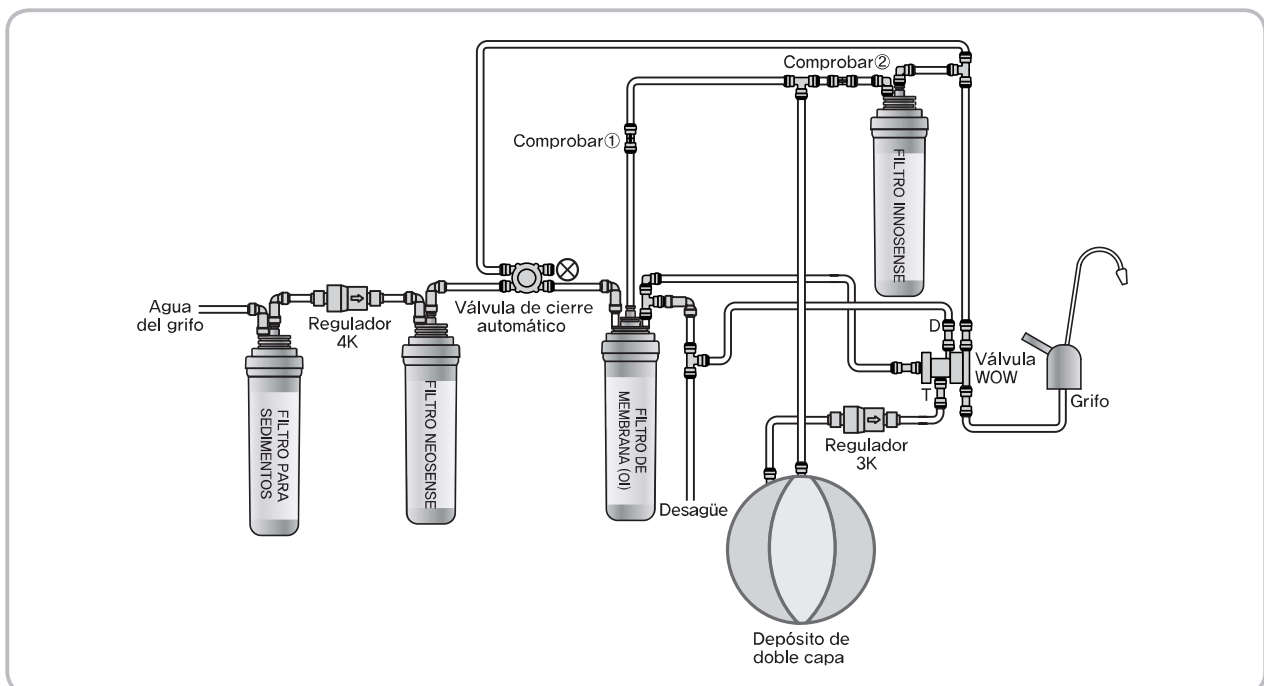 Agua
del grifo
FILTRO PARA
SEDIMENTOS
Regulador
4K
FILTRO NEOSENSE
Válvula de cierre
automático
Comprobar①
FILTRO DE
MEMBRANA (OI)
Desagüe
Comprobar②
FILTRO INNOSENSE
D
T
Válvula
WOW
Grifo
Regulador
3K
Depósito de
doble capa